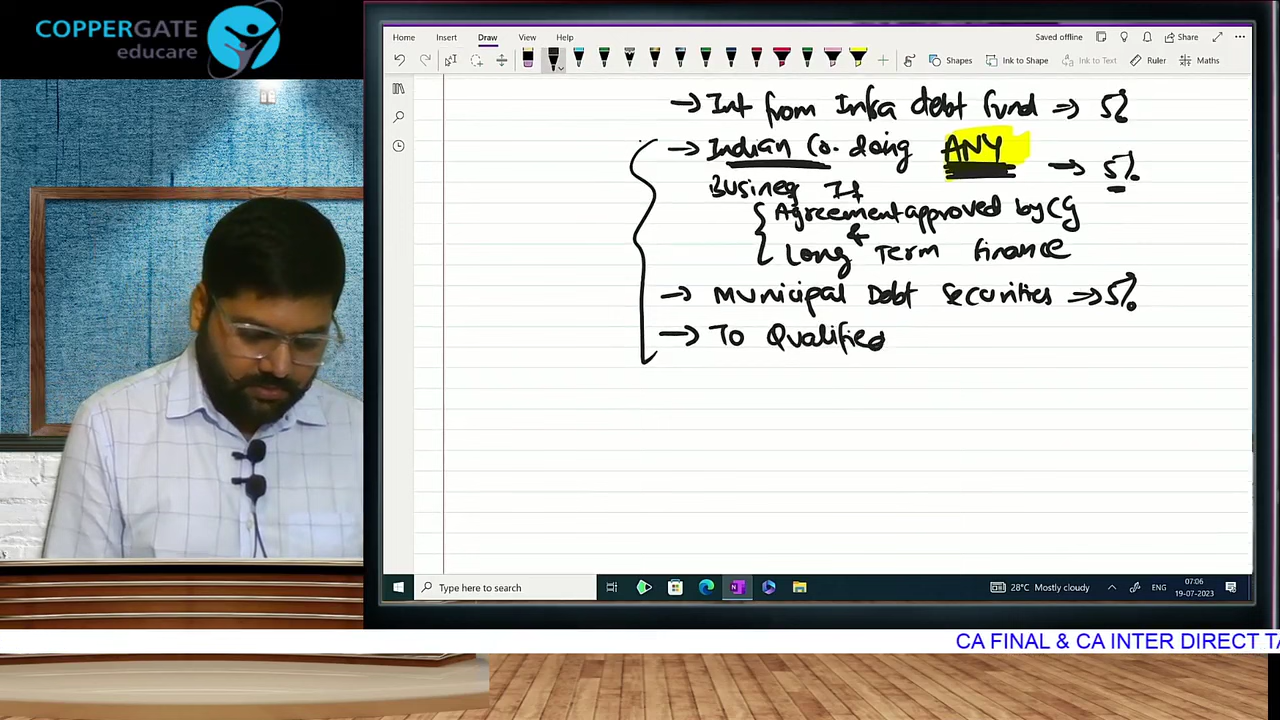 COPPERGATE
educare
Home Insert Draw View Help
Saved offline
Share
Shapes
Ink to Shape
Ink to Text
Ruler
Maths
→ Int from Infra debt fund → 5%
→ Indian Co. doing ANY → 5%
Business If
Agreement approved by CG
&
Long Term finance
→ Municipal Debt Securities → 5%
→ To Qualified
Type here to search
28°C Mostly cloudy
ENG
07:06
19-07-2023
CA FINAL & CA INTER DIRECT TA